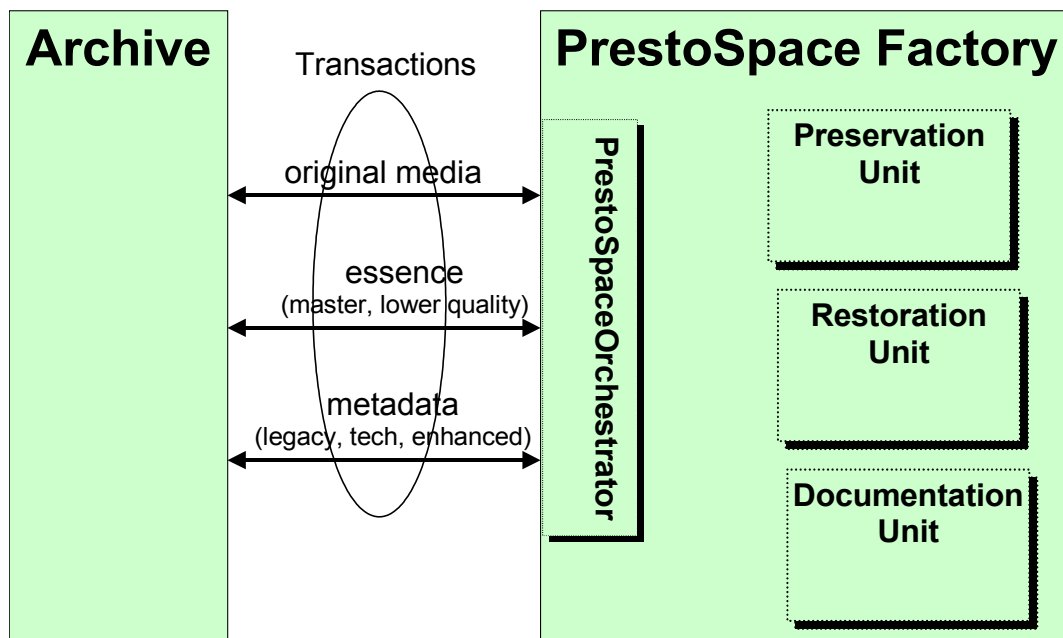 Archive
Transactions
original media
essence
(master, lower quality)
metadata
(legacy, tech, enhanced)
PrestoSpace Factory
PrestoSpaceOrchestrator
Preservation
Unit
Restoration
Unit
Documentation
Unit